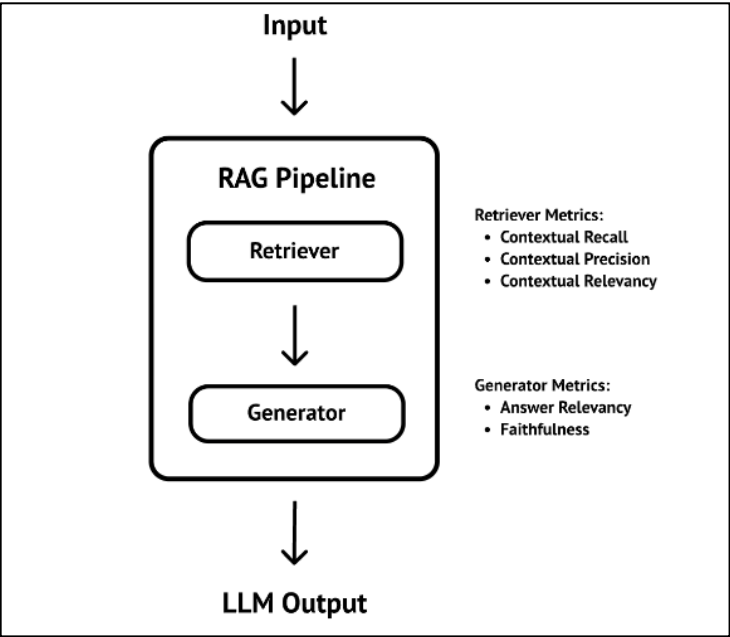 Input
RAG Pipeline
Retriever
Generator
Retriever Metrics:
• Contextual Recall
• Contextual Precision
• Contextual Relevancy
Generator Metrics:
• Answer Relevancy
• Faithfulness
LLM Output